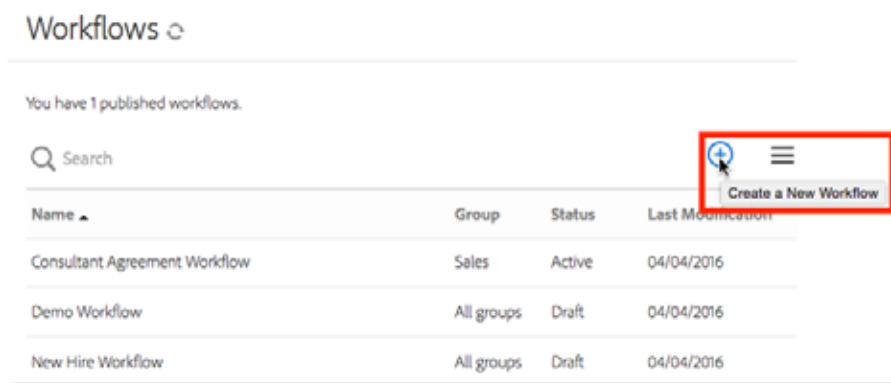 Workflows
You have 1 published workflows.
Search
Create a New Workflow
Name Group Status Last Modification
Consultant Agreement Workflow Sales Active 04/04/2016
Demo Workflow All groups Draft 04/04/2016
New Hire Workflow All groups Draft 04/04/2016